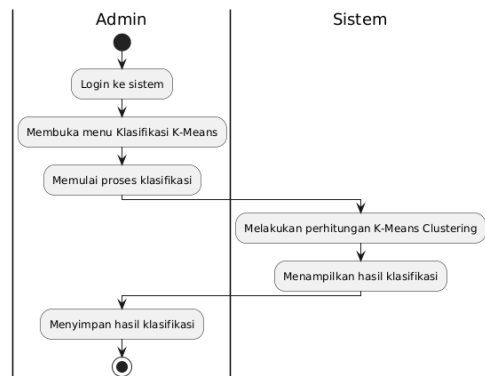 Admin
Sistem
Login ke sistem
Membuka menu Klasifikasi K-Means
Memulai proses klasifikasi
Melakukan perhitungan K-Means Clustering
Menampilkan hasil klasifikasi
Menyimpan hasil klasifikasi